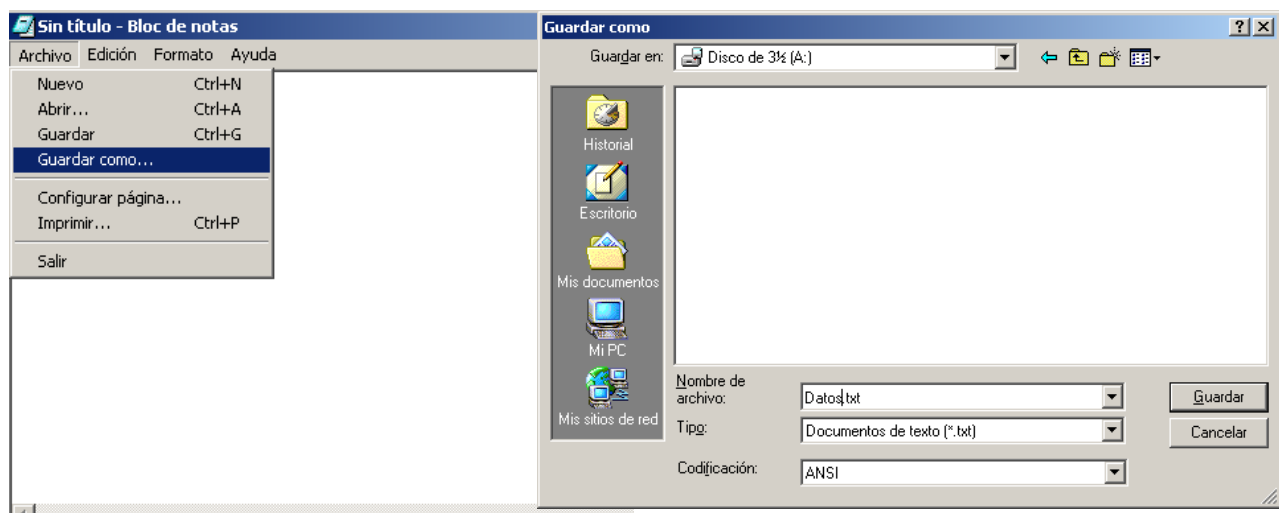 Sin título - Bloc de notas
Archivo Edición Formato Ayuda
Nuevo Ctrl+N
Abrir... Ctrl+A
Guardar Ctrl+G
Guardar como...
Configurar página...
Imprimir... Ctrl+P
Salir
Guardar como
Guardar en: Disco de 3½ (A:)
Historial
Escritorio
Mis documentos
Mi PC
Mis sitios de red
Nombre de
archivo: Datos.txt
Tipo: Documentos de texto (*.txt)
Codificación: ANSI
Guardar
Cancelar